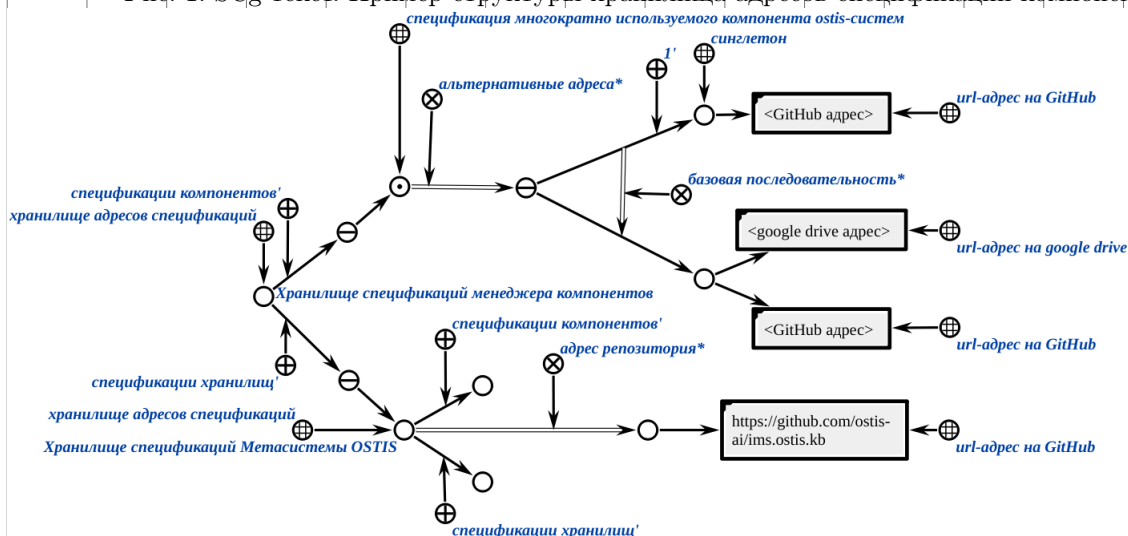 спецификация многократно используемого компонента ostis-систем
синглетон
1'
альтернативные адреса*
url-адрес на GitHub
<GitHub адрес>
базовая последовательность*
спецификации компонентов'
хранилище адресов спецификаций
<google drive адрес>
url-адрес на google drive
Хранилище спецификаций менеджера компонентов
спецификации компонентов'
<GitHub адрес>
url-адрес на GitHub
адрес репозитория*
спецификации хранилищ'
хранилище адресов спецификаций
https://github.com/ostis-
ai/ims.ostis.kb
Хранилище спецификаций Метасистемы OSTIS
url-адрес на GitHub
спецификации хранилищ'